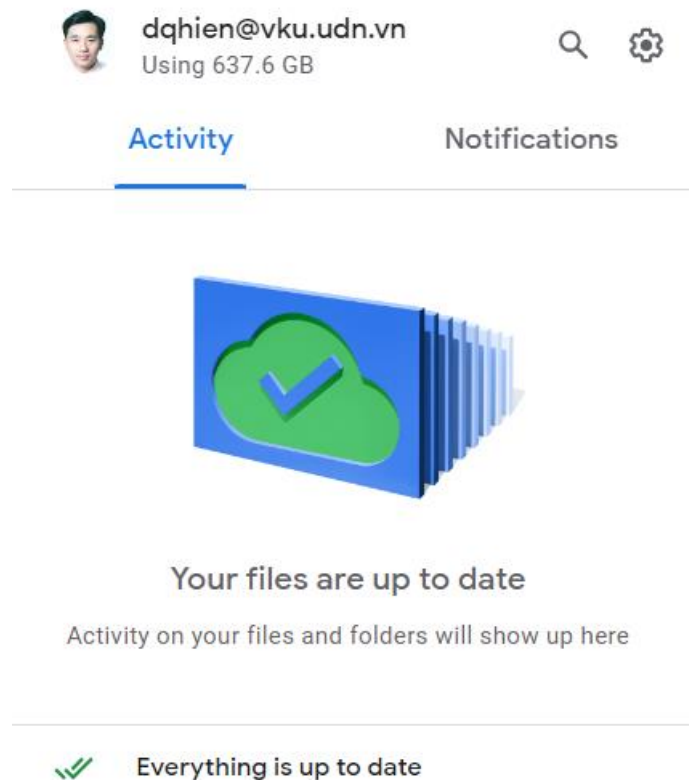 dqhien@vku.udn.vn
Using 637.6 GB
Activity
Notifications
Your files are up to date
Activity on your files and folders will show up here
Everything is up to date